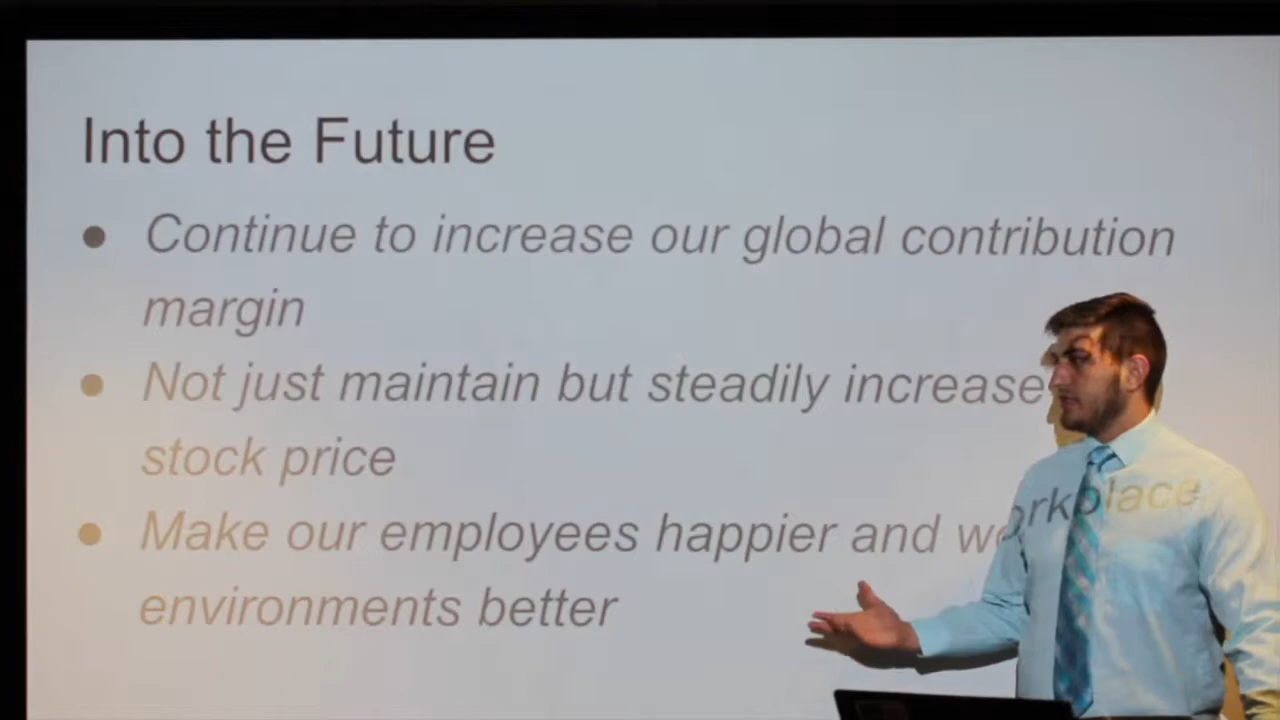 Into the Future
● Continue to increase our global contribution
margin
● Not just maintain but steadily increase
stock price
● Make our employees happier and workplace
environments better